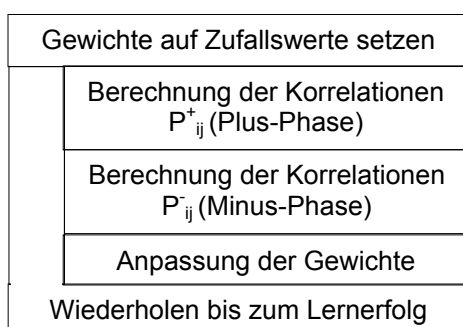 Gewichte auf Zufallswerte setzen
Berechnung der Korrelationen
P⁺ᵢⱼ (Plus-Phase)
Berechnung der Korrelationen
P⁻ᵢⱼ (Minus-Phase)
Anpassung der Gewichte
Wiederholen bis zum Lernerfolg